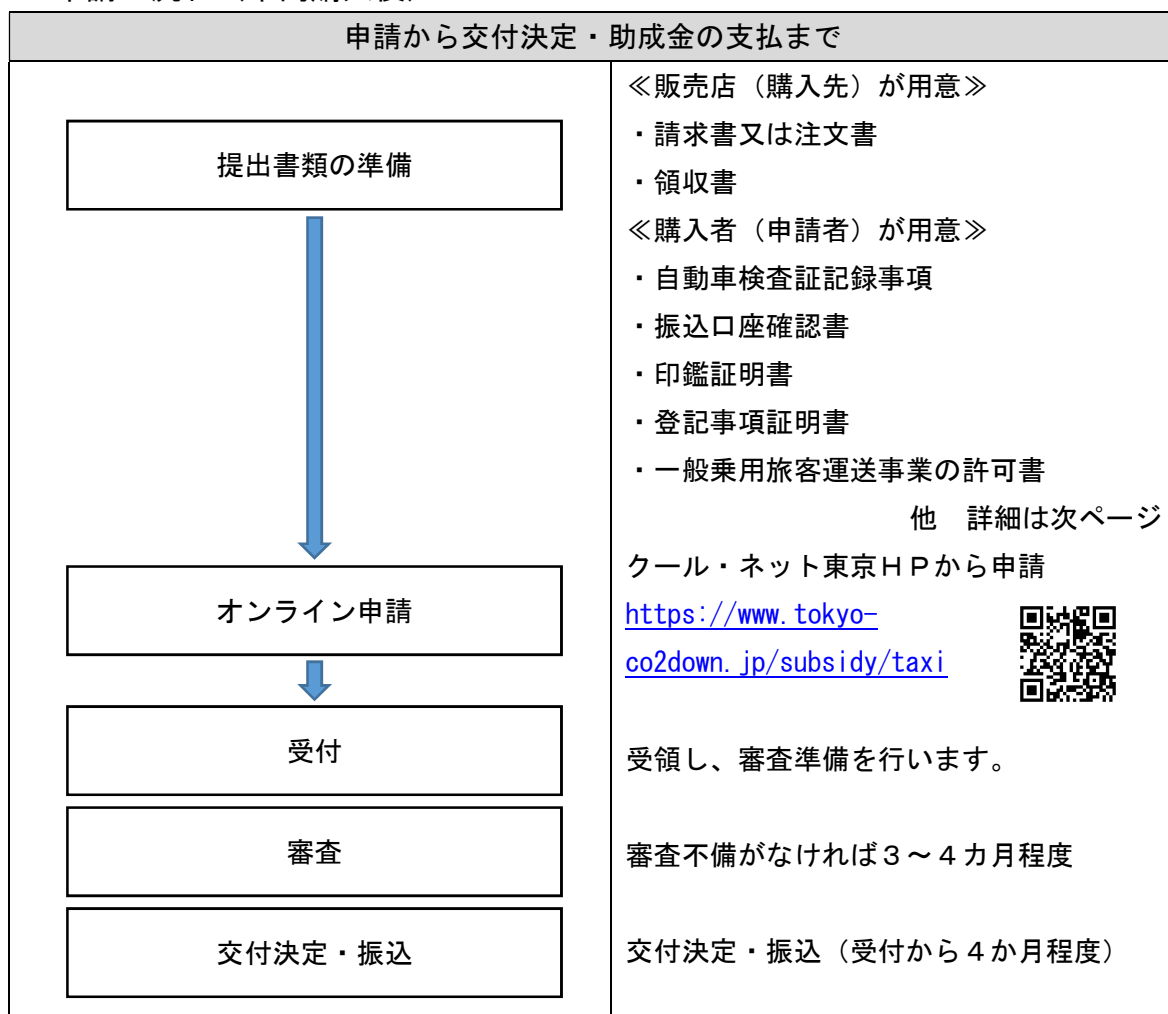 申請から交付決定・助成金の支払まで
提出書類の準備
≪販売店（購入先）が用意≫
・請求書又は注文書
・領収書
≪購入者（申請者）が用意≫
・自動車検査証記録事項
・振込口座確認書
・印鑑証明書
・登記事項証明書
・一般乗用旅客運送事業の許可書
他　詳細は次ページ
オンライン申請
クール・ネット東京ＨＰから申請
https://www.tokyo-
co2down.jp/subsidy/taxi
受付
受領し、審査準備を行います。
審査
審査不備がなければ３～４カ月程度
交付決定・振込
交付決定・振込（受付から４か月程度）